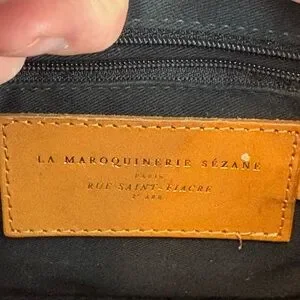 LA MAROQUINERIE SÉZANE
PARIS
RUE SAINT-FIACRE
2e ARR